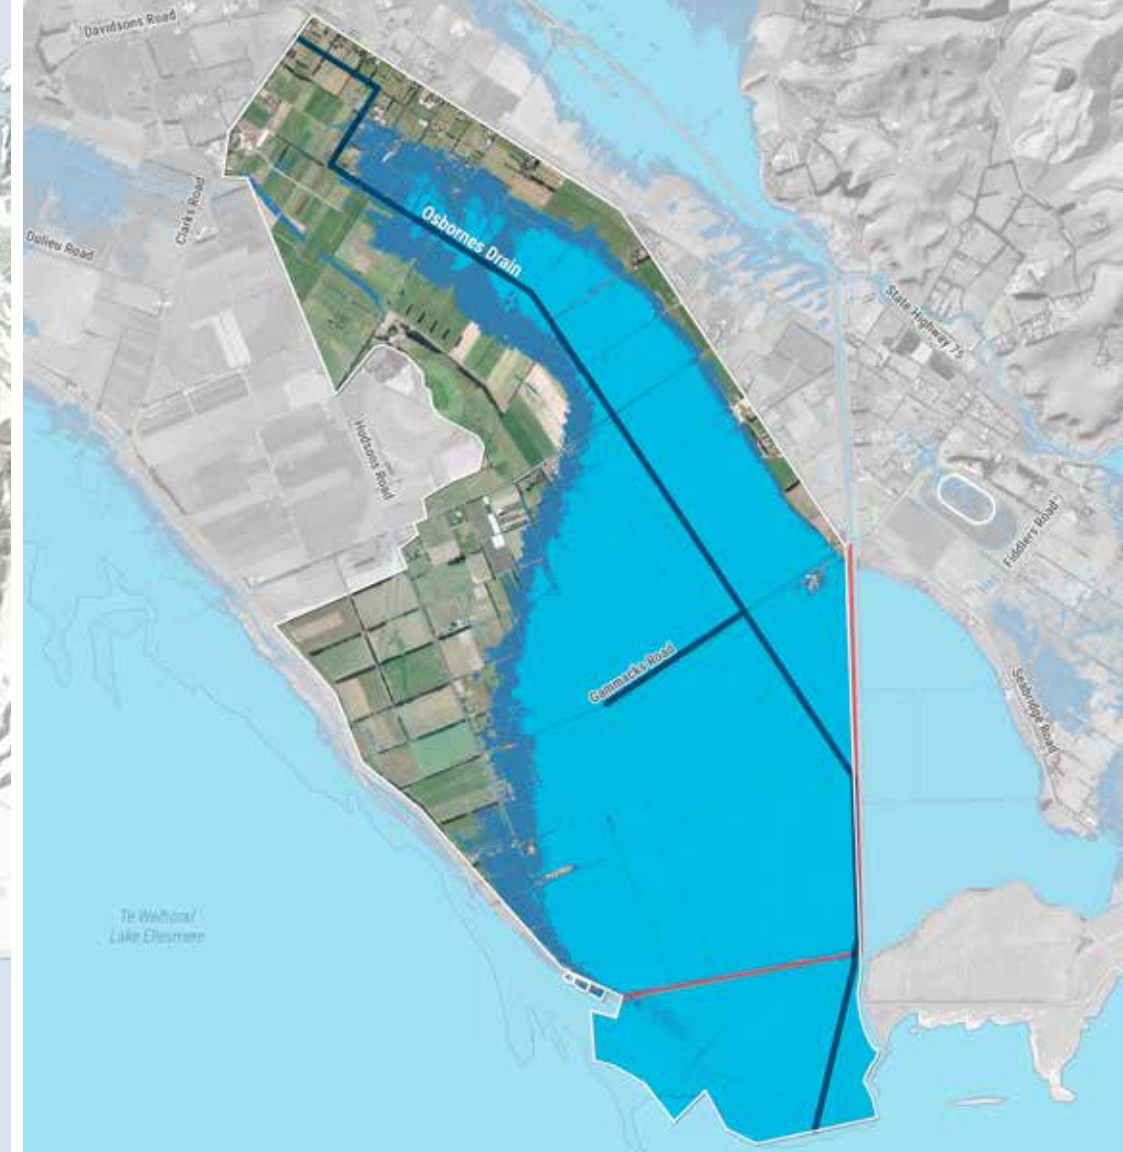 Davidsons Road
Clarks Road
Dulieu Road
Osbornes Drain
State Highway 75
Hudsons Road
Fiddlers Road
Gammacks Road
Seabridge Road
Te Waihora/
Lake Ellesmere